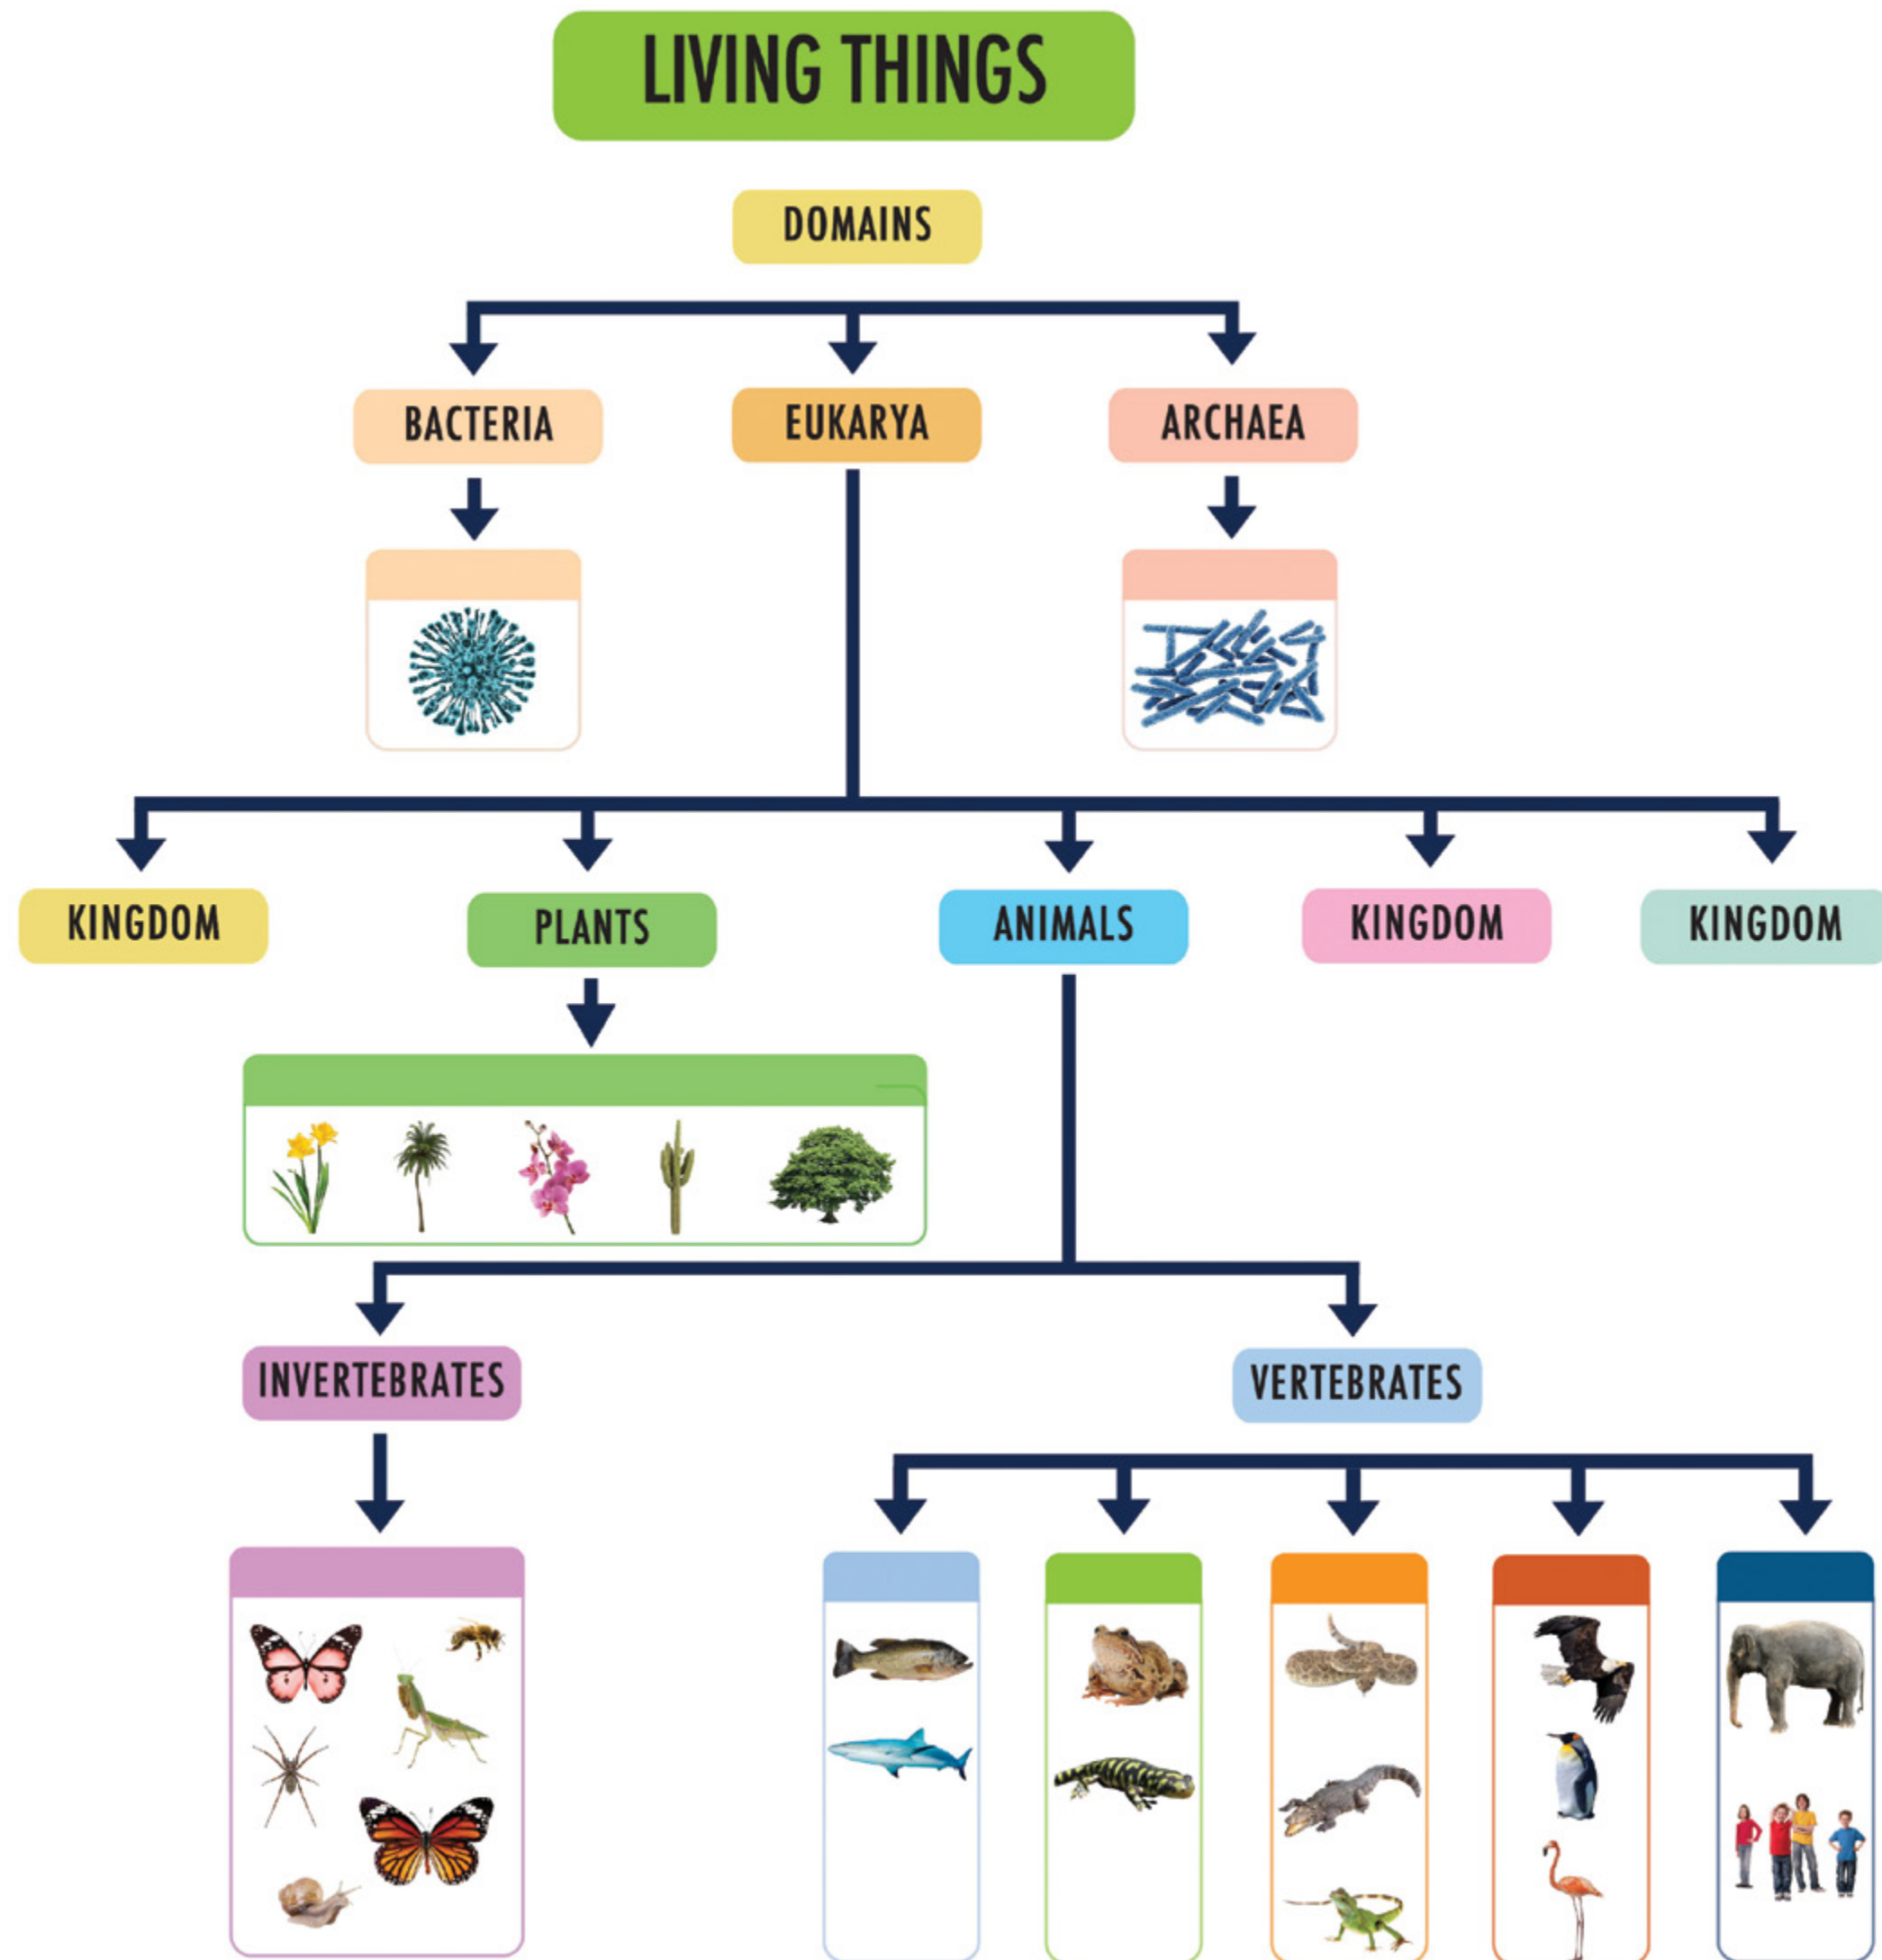 LIVING THINGS
DOMAINS
BACTERIA
EUKARYA
ARCHAEA
KINGDOM
PLANTS
ANIMALS
KINGDOM
KINGDOM
INVERTEBRATES
VERTEBRATES